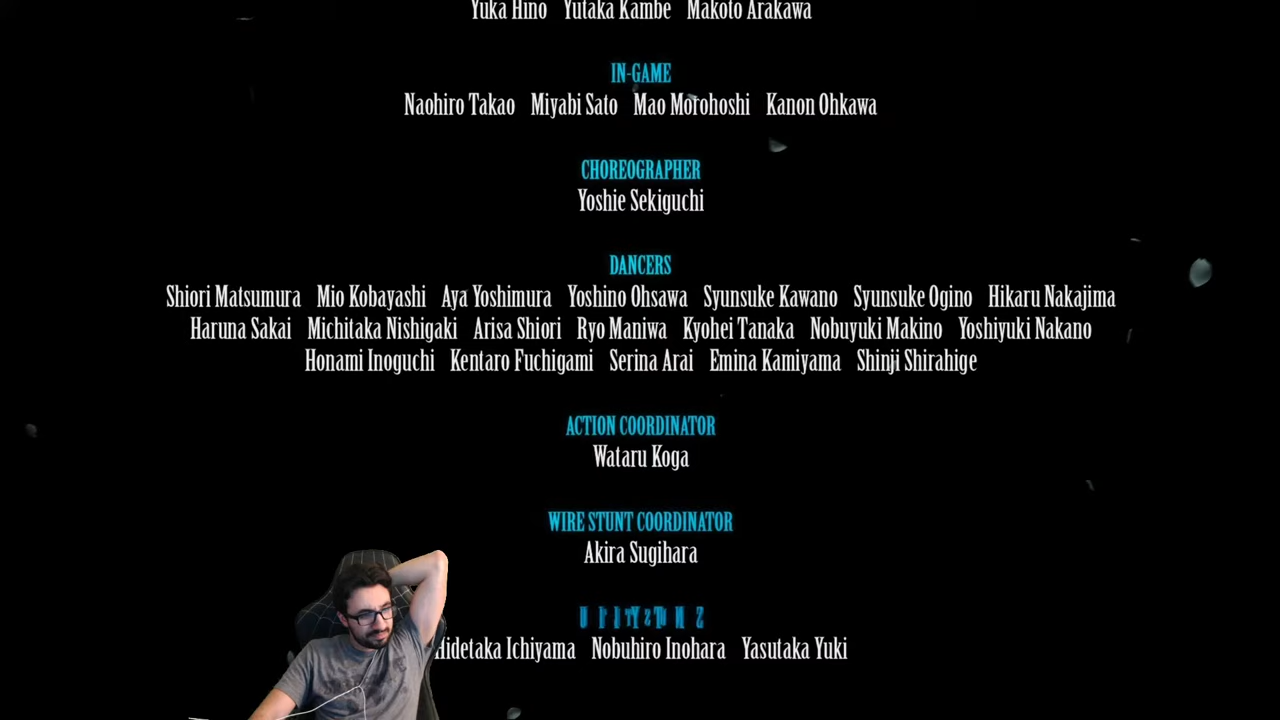 Yuka Hino Yutaka Kambe Makoto Arakawa
IN-GAME
Naohiro Takao Miyabi Sato Mao Morohoshi Kanon Ohkawa
CHOREOGRAPHER
Yoshie Sekiguchi
DANCERS
Shiori Matsumura Mio Kobayashi Aya Yoshimura Yoshino Ohsawa Syunsuke Kawano Syunsuke Ogino Hikaru Nakajima
Haruna Sakai Michitaka Nishigaki Arisa Shiori Ryo Maniwa Kyohei Tanaka Nobuyuki Makino Yoshiyuki Nakano
Honami Inoguchi Kentaro Fuchigami Serina Arai Emina Kamiyama Shinji Shirahige
ACTION COORDINATOR
Wataru Koga
WIRE STUNT COORDINATOR
Akira Sugihara
Hidetaka Ichiyama Nobuhiro Inohara Yasutaka Yuki